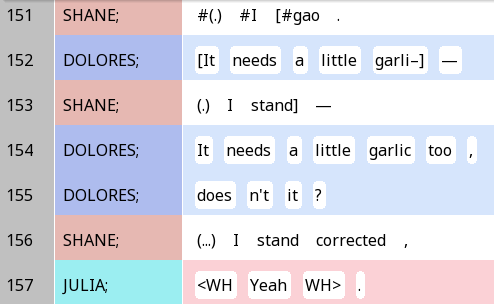 151 SHANE; #(.) #I [#gao .
152 DOLORES; [It needs a little garli–] —
153 SHANE; (.) I stand] —
154 DOLORES; It needs a little garlic too ,
155 DOLORES; does n't it ?
156 SHANE; (...) I stand corrected ,
157 JULIA; <WH Yeah WH> .